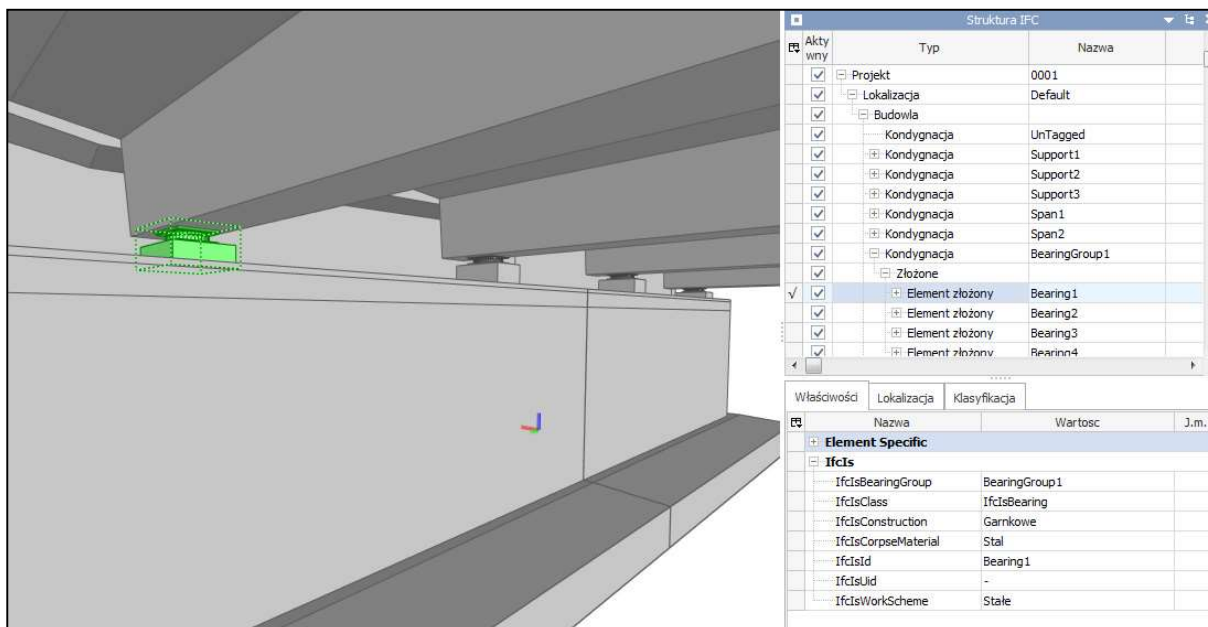 Struktura IFC
Aktywny Typ Nazwa
Projekt 0001
Lokalizacja Default
Budowla
Kondygnacja UnTagged
Kondygnacja Support1
Kondygnacja Support2
Kondygnacja Support3
Kondygnacja Span1
Kondygnacja Span2
Kondygnacja BearingGroup1
Złożone
Element złożony Bearing1
Element złożony Bearing2
Element złożony Bearing3
Element złożony Bearing4
Właściwości Lokalizacja Klasyfikacja
Nazwa Wartosc J.m.
Element Specific
IfcIs
IfcIsBearingGroup BearingGroup1
IfcIsClass IfcIsBearing
IfcIsConstruction Garnkowe
IfcIsCorpseMaterial Stal
IfcIsId Bearing1
IfcIsUid -
IfcIsWorkScheme Stałe